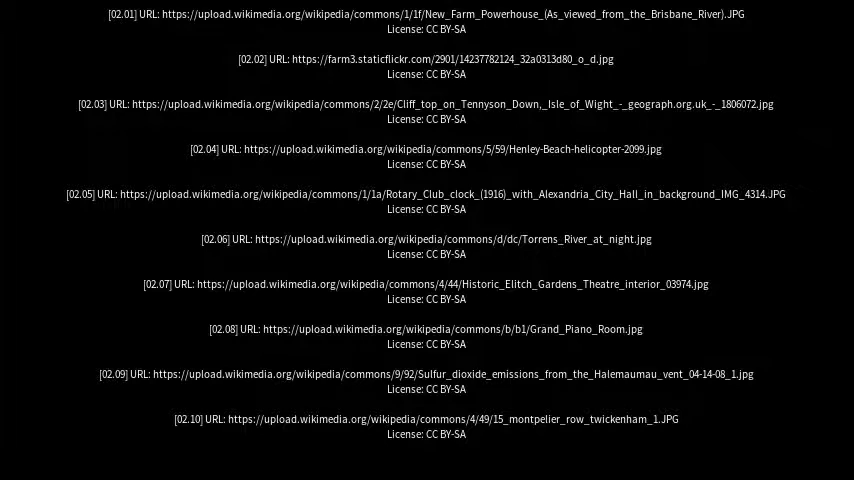 [02.01] URL: https://upload.wikimedia.org/wikipedia/commons/1/1f/New_Farm_Powerhouse_(As_viewed_from_the_Brisbane_River).JPG
License: CC BY-SA
[02.02] URL: https://farm3.staticflickr.com/2901/14237782124_32a0313d80_o_d.jpg
License: CC BY-SA
[02.03] URL: https://upload.wikimedia.org/wikipedia/commons/2/2e/Cliff_top_on_Tennyson_Down,_Isle_of_Wight_-_geograph.org.uk_-_1806072.jpg
License: CC BY-SA
[02.04] URL: https://upload.wikimedia.org/wikipedia/commons/5/59/Henley-Beach-helicopter-2099.jpg
License: CC BY-SA
[02.05] URL: https://upload.wikimedia.org/wikipedia/commons/1/1a/Rotary_Club_clock_(1916)_with_Alexandria_City_Hall_in_background_IMG_4314.JPG
License: CC BY-SA
[02.06] URL: https://upload.wikimedia.org/wikipedia/commons/d/dc/Torrens_River_at_night.jpg
License: CC BY-SA
[02.07] URL: https://upload.wikimedia.org/wikipedia/commons/4/44/Historic_Elitch_Gardens_Theatre_interior_03974.jpg
License: CC BY-SA
[02.08] URL: https://upload.wikimedia.org/wikipedia/commons/b/b1/Grand_Piano_Room.jpg
License: CC BY-SA
[02.09] URL: https://upload.wikimedia.org/wikipedia/commons/9/92/Sulfur_dioxide_emissions_from_the_Halemaumau_vent_04-14-08_1.jpg
License: CC BY-SA
[02.10] URL: https://upload.wikimedia.org/wikipedia/commons/4/49/15_montpelier_row_twickenham_1.JPG
License: CC BY-SA